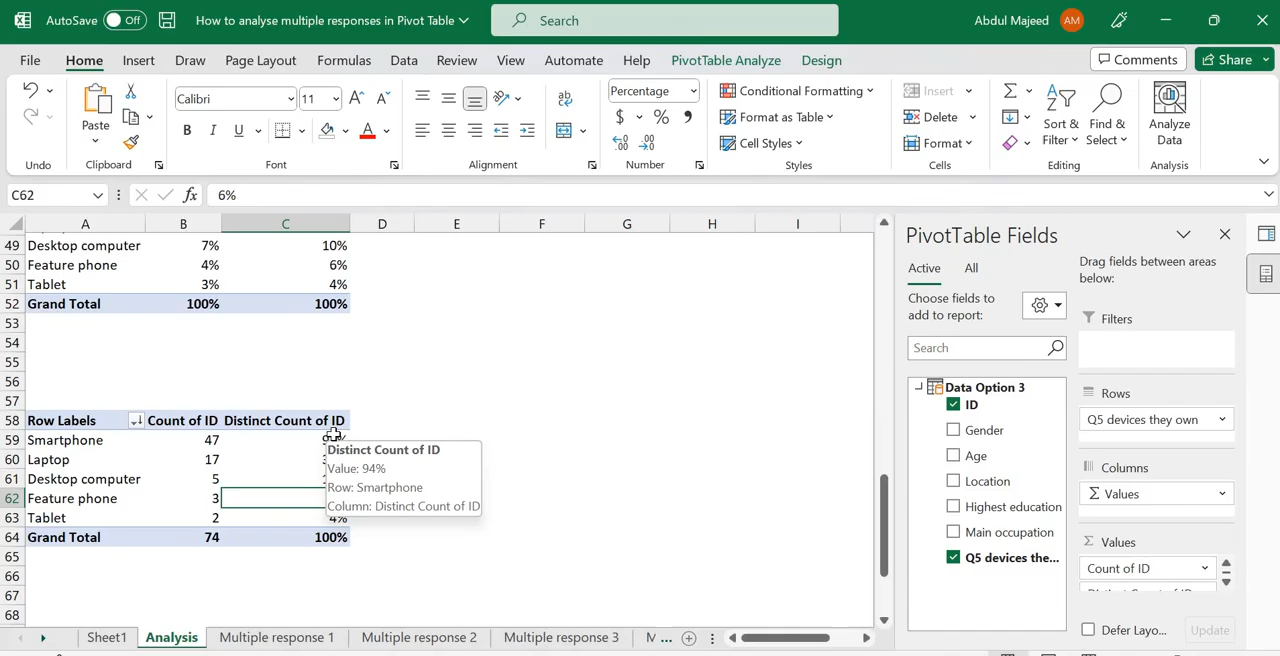 AutoSave Off How to analyse multiple responses in Pivot Table Search Abdul Majeed AM
File Home Insert Draw Page Layout Formulas Data Review View Automate Help PivotTable Analyze Design Comments Share
Calibri 11 Percentage Conditional Formatting Insert
Paste B I U A $ % Format as Table Delete Sort & Filter Find & Select Analyze Data
Cell Styles Format
Undo Clipboard Font Alignment Number Styles Cells Editing Analysis
C62 fx 6%
A B C D E F G H I
49 Desktop computer 7% 10%
50 Feature phone 4% 6%
51 Tablet 3% 4%
52 Grand Total 100% 100%
53
54
55
56
57
58 Row Labels Count of ID Distinct Count of ID
59 Smartphone 47
60 Laptop 17
61 Desktop computer 5
62 Feature phone 3
63 Tablet 2 4%
64 Grand Total 74 100%
65
66
67
68
Distinct Count of ID
Value: 94%
Row: Smartphone
Column: Distinct Count of ID
PivotTable Fields
Active All
Choose fields to
add to report:
Search
Data Option 3
ID
Gender
Age
Location
Highest education
Main occupation
Q5 devices the...
Drag fields between areas
below:
Filters
Rows
Q5 devices they own
Columns
Σ Values
Σ Values
Count of ID
Distinct Count of ID
Defer Layo... Update
Sheet1 Analysis Multiple response 1 Multiple response 2 Multiple response 3 M ...